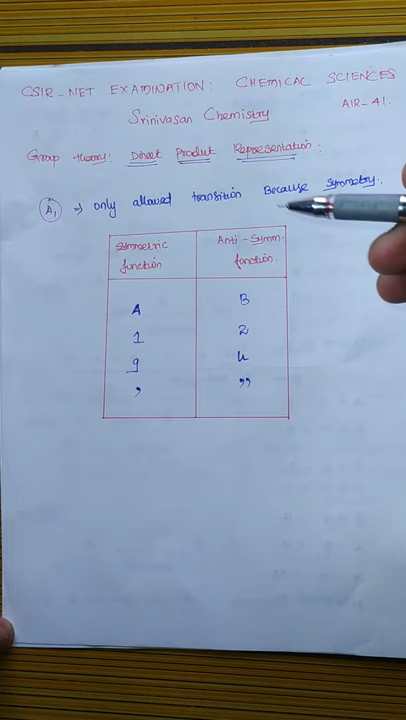 CSIR-NET EXAMINATION: CHEMICAL SCIENCES
Srinivasan Chemistry AIR-41.
Group theory: Direct Product Representation:
A1 ⇒ only allowed transition Because symmetry.
Symmetric function Anti-Symm. function.
A B
1 2
g u
' ''